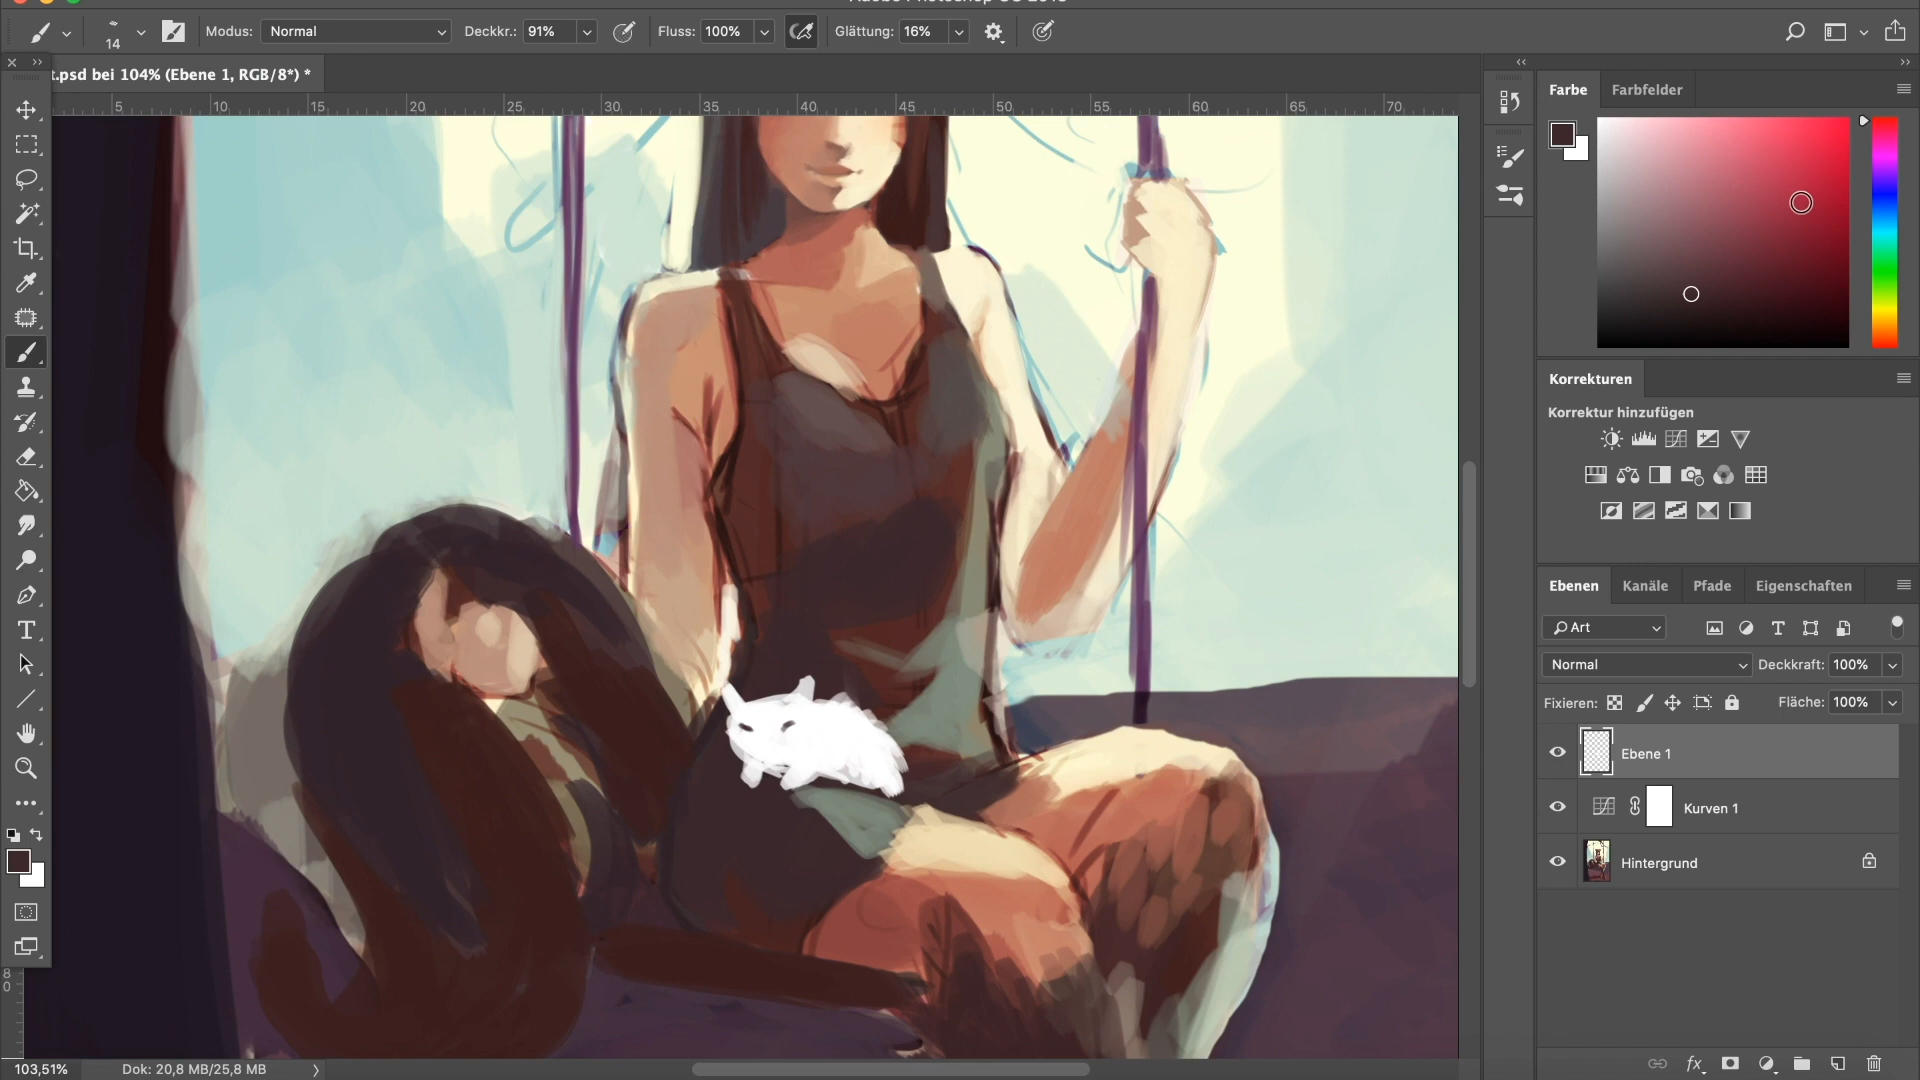 14
Modus: Normal
Deckkr.: 91%
Fluss: 100%
Glättung: 16%
t.psd bei 104% (Ebene 1, RGB/8*) *
5 10 15 20 25 30 35 40 45 50 55 60 65 70
Farbe
Farbfelder
Korrekturen
Korrektur hinzufügen
Ebenen
Kanäle
Pfade
Eigenschaften
Art
Normal
Deckkraft: 100%
Fixieren:
Fläche: 100%
Ebene 1
Kurven 1
Hintergrund
8
0
103,51%
Dok: 20,8 MB/25,8 MB
fx